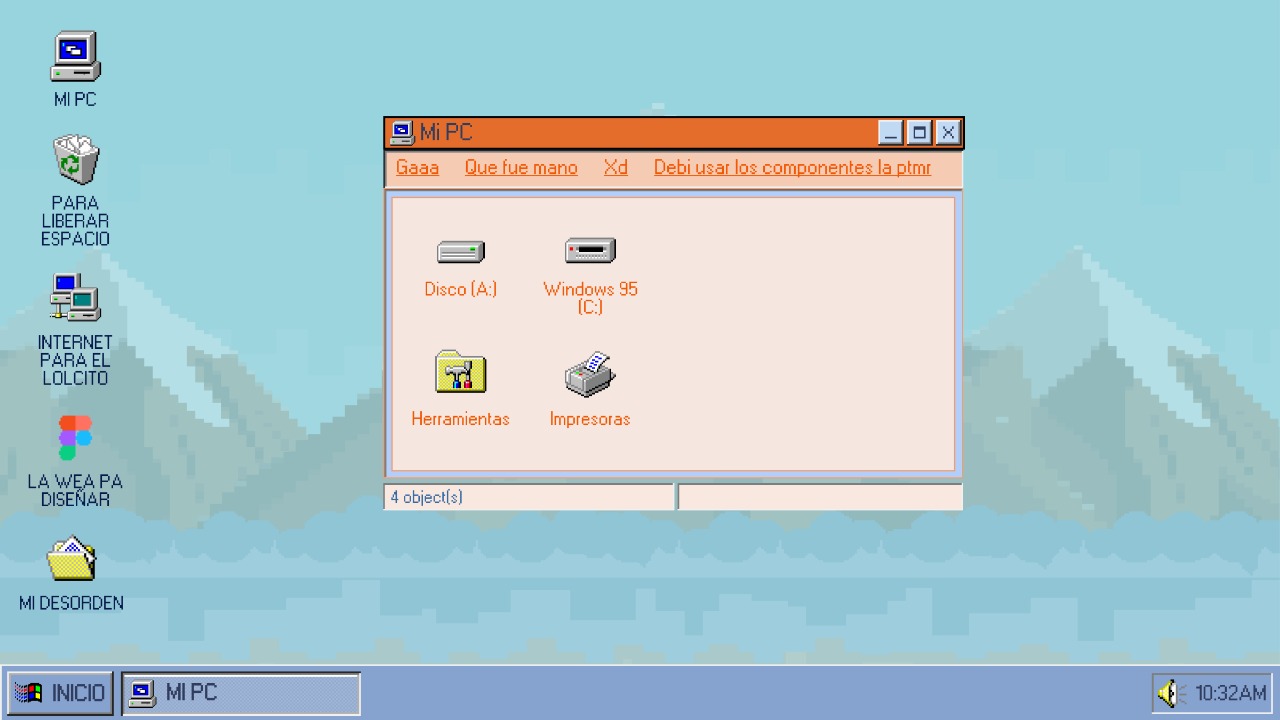 MI PC
PARA
LIBERAR
ESPACIO
INTERNET
PARA EL
LOLCITO
LA WEA PA
DISEÑAR
MI DESORDEN
Mi PC
Gaaa Que fue mano Xd Debi usar los componentes la ptmr
Disco (A:) Windows 95
(C:)
Herramientas Impresoras
4 object(s)
INICIO MI PC 10:32AM